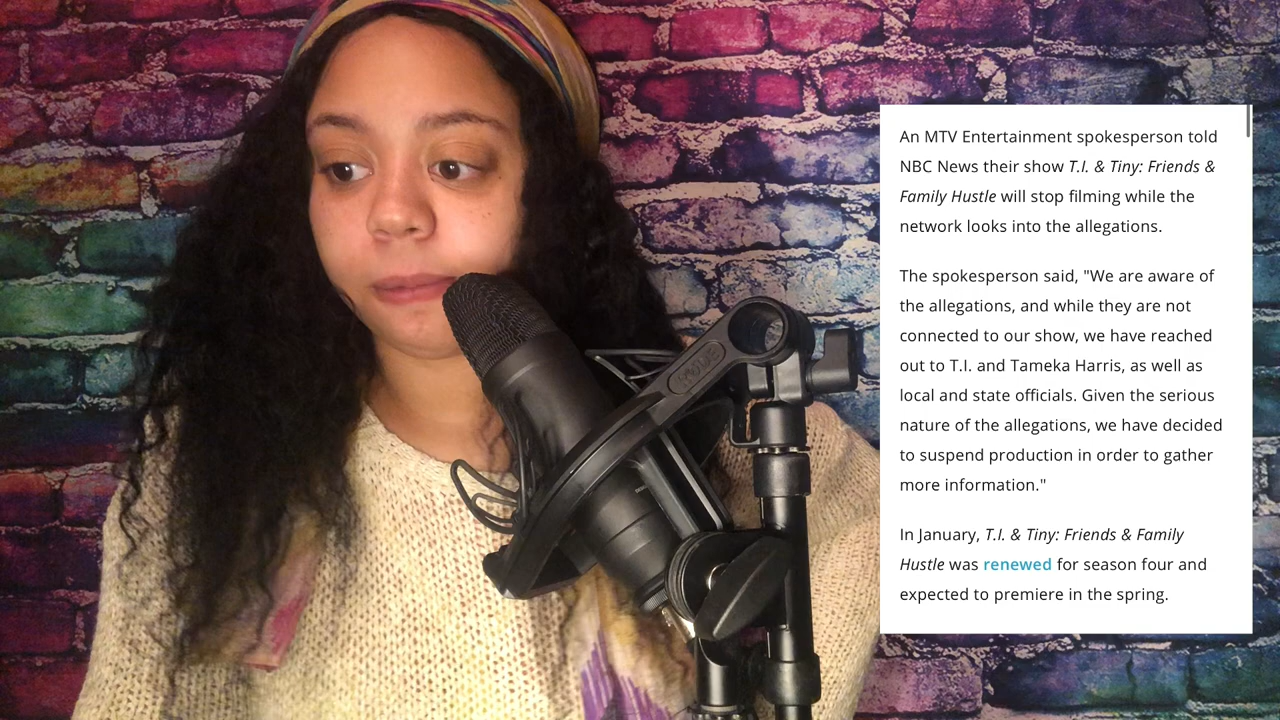 An MTV Entertainment spokesperson told
NBC News their show T.I. & Tiny: Friends &
Family Hustle will stop filming while the
network looks into the allegations.
The spokesperson said, "We are aware of
the allegations, and while they are not
connected to our show, we have reached
out to T.I. and Tameka Harris, as well as
local and state officials. Given the serious
nature of the allegations, we have decided
to suspend production in order to gather
more information."
In January, T.I. & Tiny: Friends & Family
Hustle was renewed for season four and
expected to premiere in the spring.
RODE